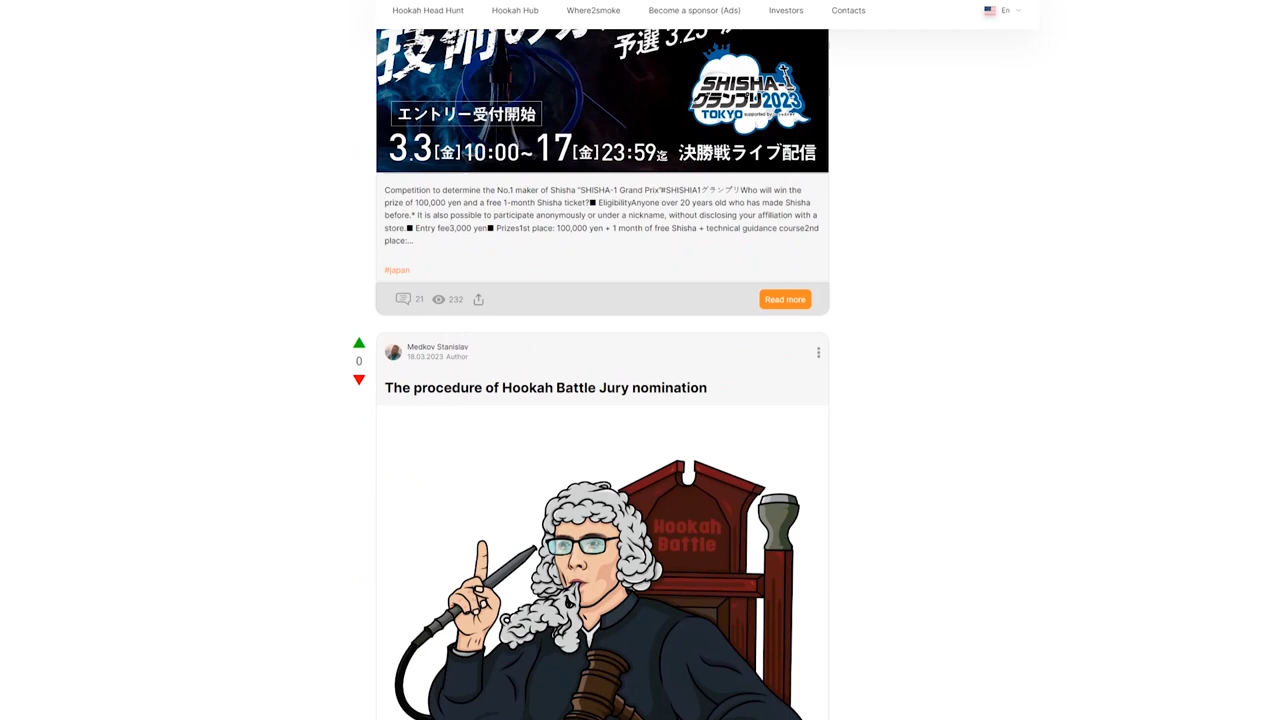 Hookah Head Hunt Hookah Hub Where2smoke Become a sponsor (Ads) Investors Contacts En
予選 3.23
SHISHA-1
グランプリ2023
TOKYO supported by
エントリー受付開始
3.3[金]10:00~17[金]23:59迄 決勝戦ライブ配信
Competition to determine the No.1 maker of Shisha "SHISHA-1 Grand Prix"#SHISHIA1グランプリWho will win the
prize of 100,000 yen and a free 1-month Shisha ticket?■ EligibilityAnyone over 20 years old who has made Shisha
before.* It is also possible to participate anonymously or under a nickname, without disclosing your affiliation with a
store.■ Entry fee3,000 yen■ Prizes1st place: 100,000 yen + 1 month of free Shisha + technical guidance course2nd
place:...
#japan
21 232 Read more
Medkov Stanislav
18.03.2023 Author
0
The procedure of Hookah Battle Jury nomination
Hookah
Battle